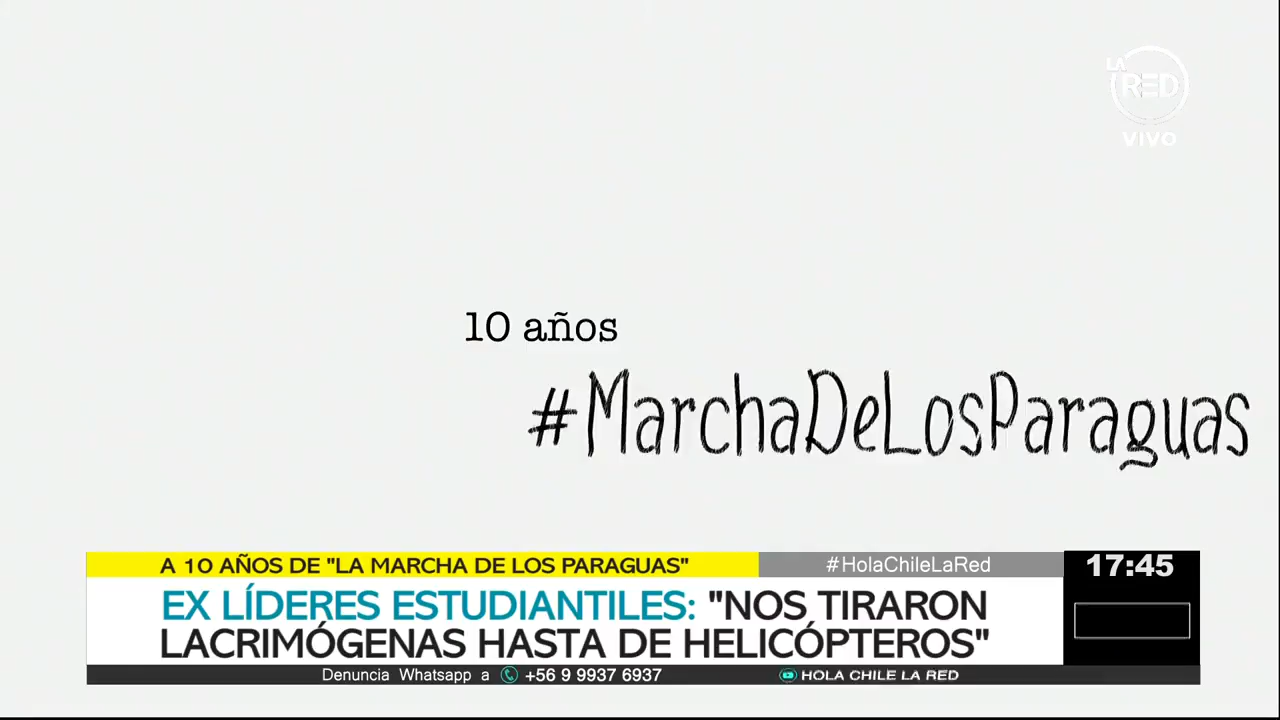 LA
RED
VIVO
10 años
#MarchaDeLosParaguas
A 10 AÑOS DE "LA MARCHA DE LOS PARAGUAS"
#HolaChileLaRed
17:45
EX LÍDERES ESTUDIANTILES: "NOS TIRARON
LACRIMÓGENAS HASTA DE HELICÓPTEROS"
Denuncia Whatsapp a +56 9 9937 6937
HOLA CHILE LA RED